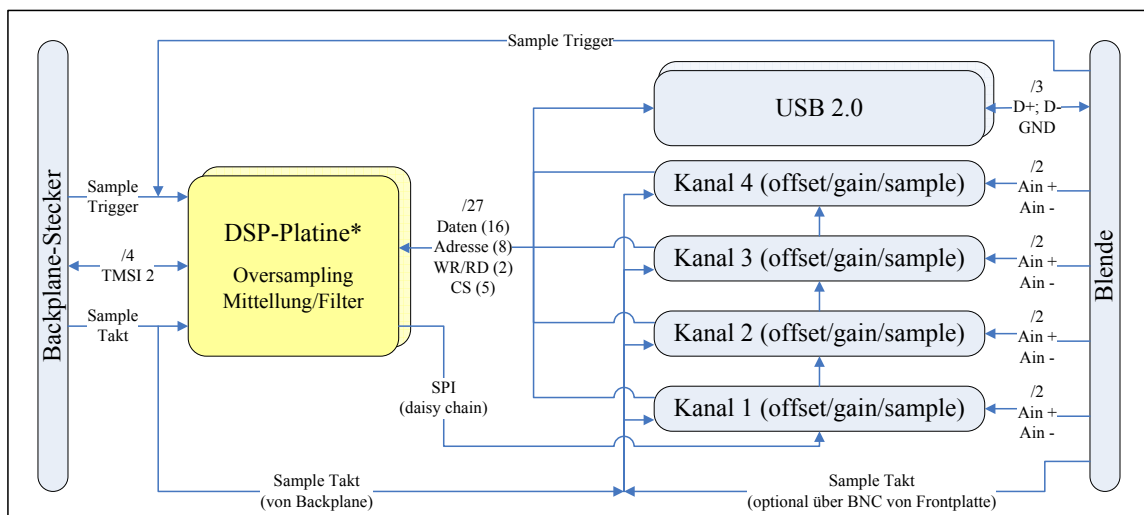 Sample Trigger
Backplane-Stecker
Sample
Trigger
/4
TMSI 2
Sample
Takt
DSP-Platine*
Oversampling
Mittellung/Filter
/27
Daten (16)
Adresse (8)
WR/RD (2)
CS (5)
SPI
(daisy chain)
USB 2.0
/3
D+; D-
GND
Kanal 4 (offset/gain/sample)
/2
Ain +
Ain -
Kanal 3 (offset/gain/sample)
/2
Ain +
Ain -
Kanal 2 (offset/gain/sample)
/2
Ain +
Ain -
Kanal 1 (offset/gain/sample)
/2
Ain +
Ain -
Blende
Sample Takt
(von Backplane)
Sample Takt
(optional über BNC von Frontplatte)